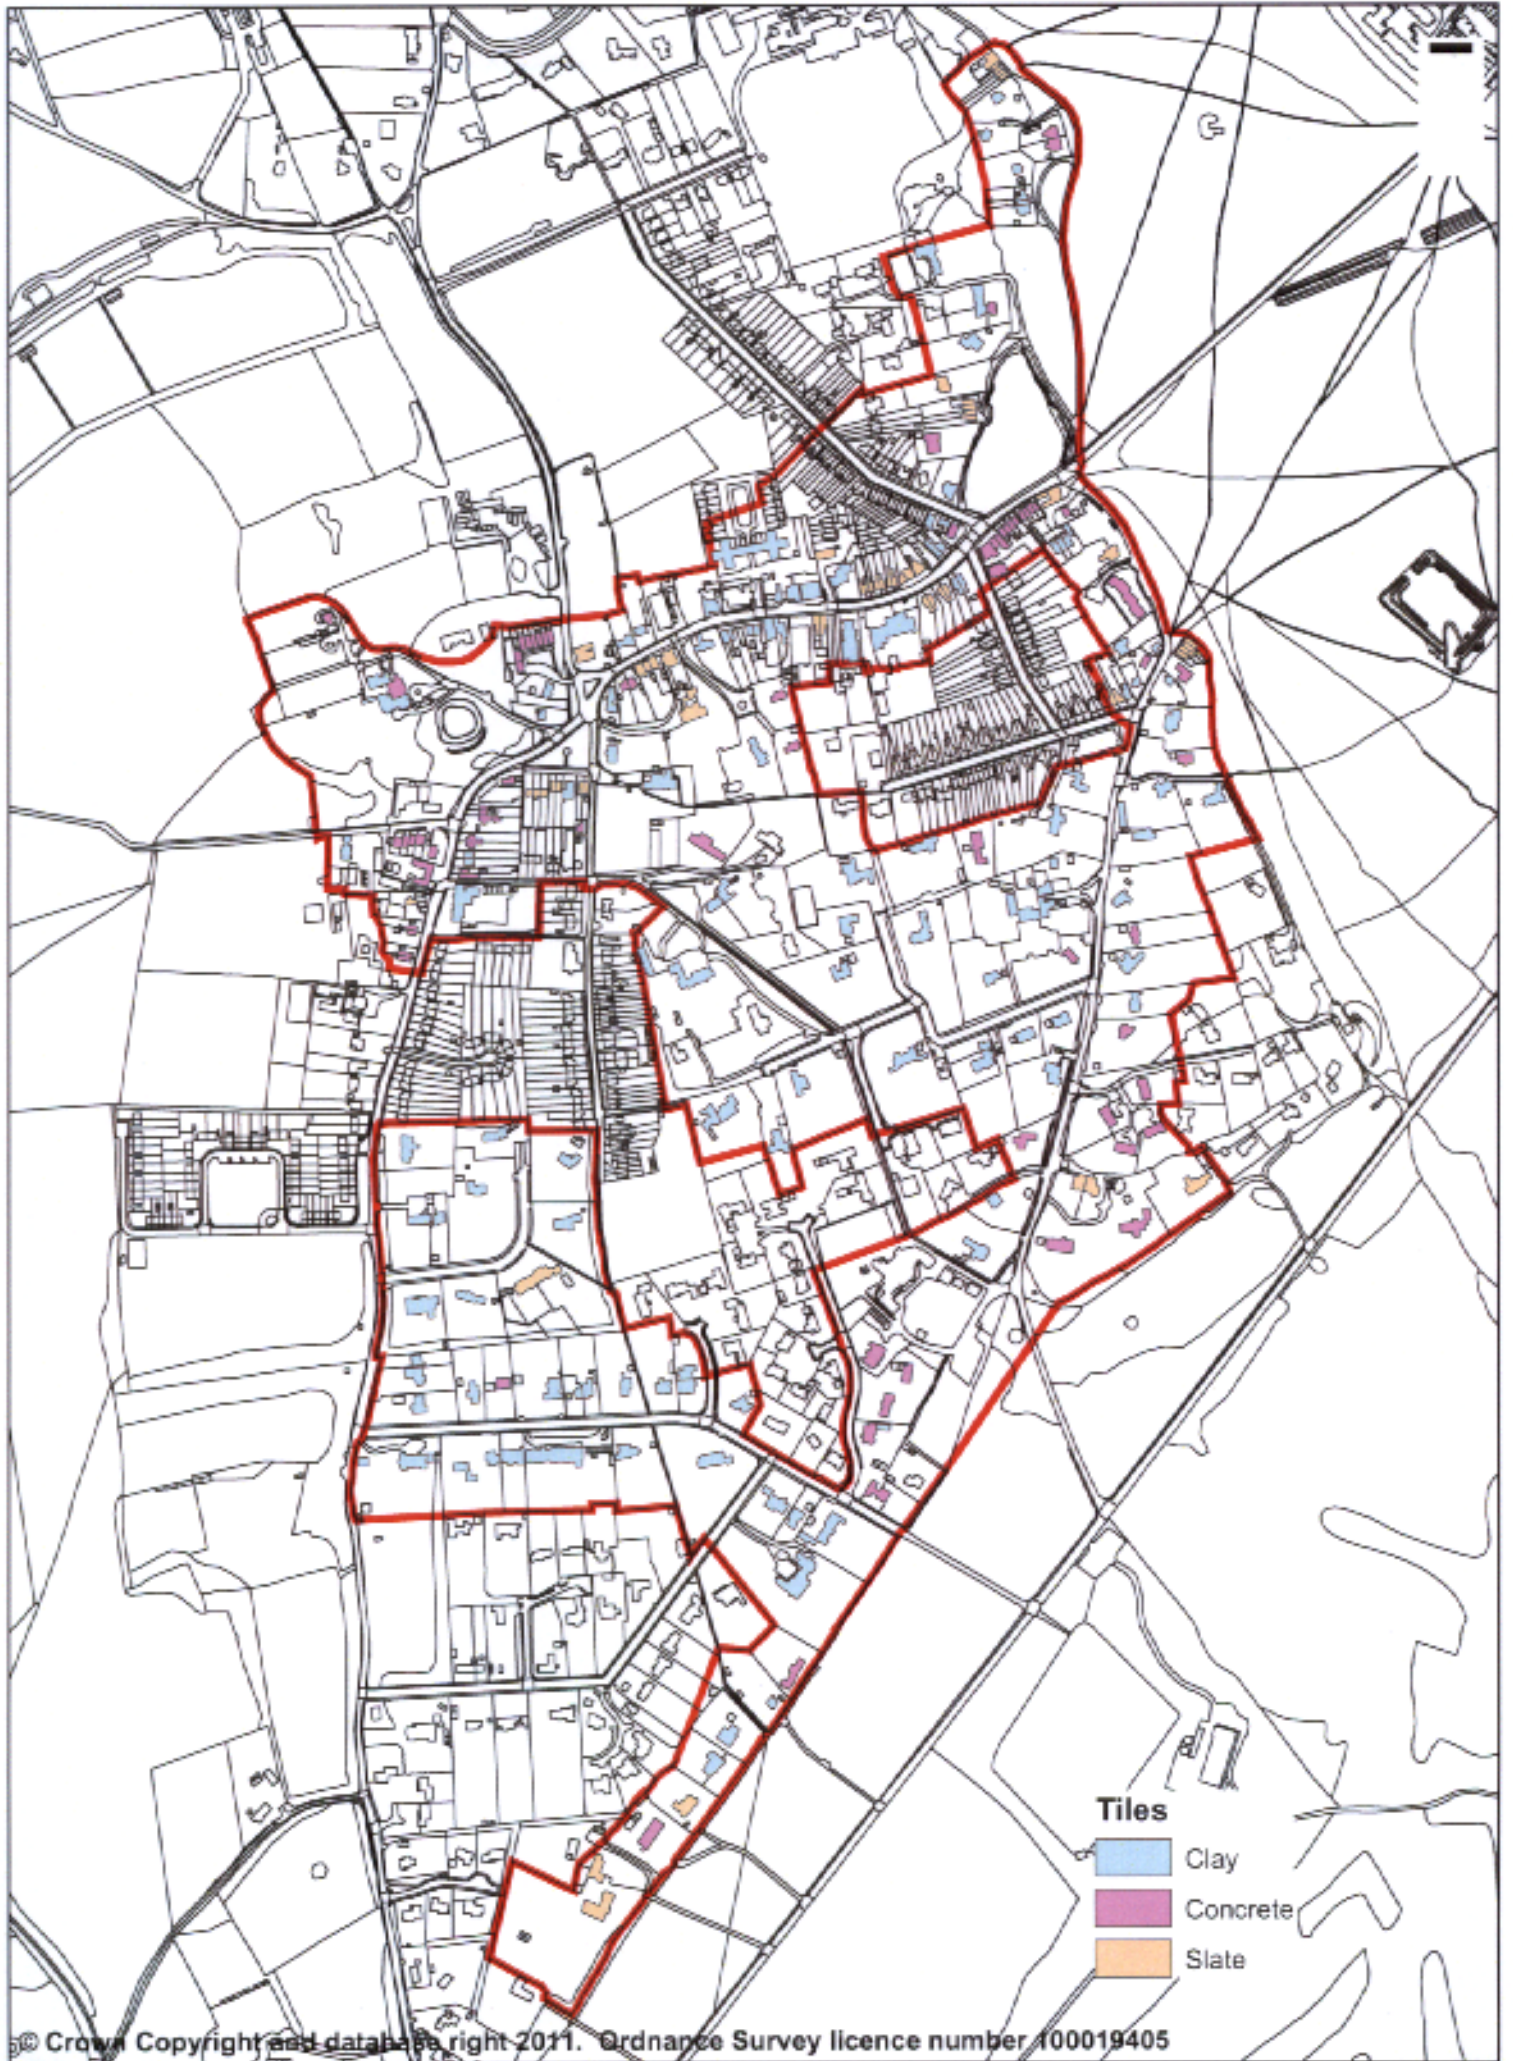 Tiles
Clay
Concrete
Slate
© Crown Copyright and database right 2011. Ordnance Survey licence number 100019405